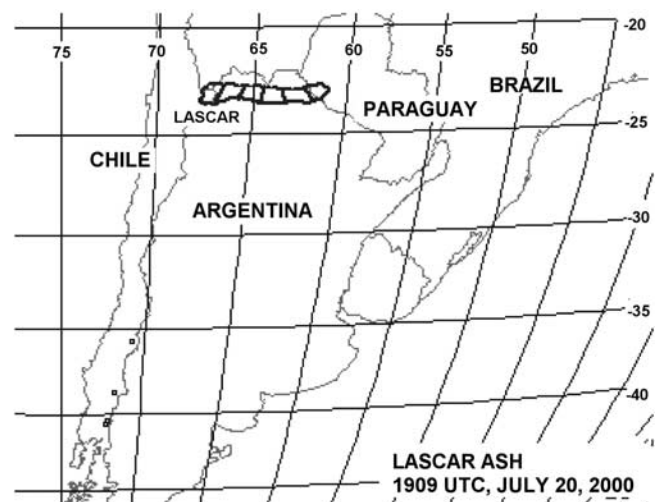 -20
75 70 65 60 55 50
BRAZIL
PARAGUAY
LASCAR
-25
CHILE
ARGENTINA
-30
-35
-40
LASCAR ASH
1909 UTC, JULY 20, 2000